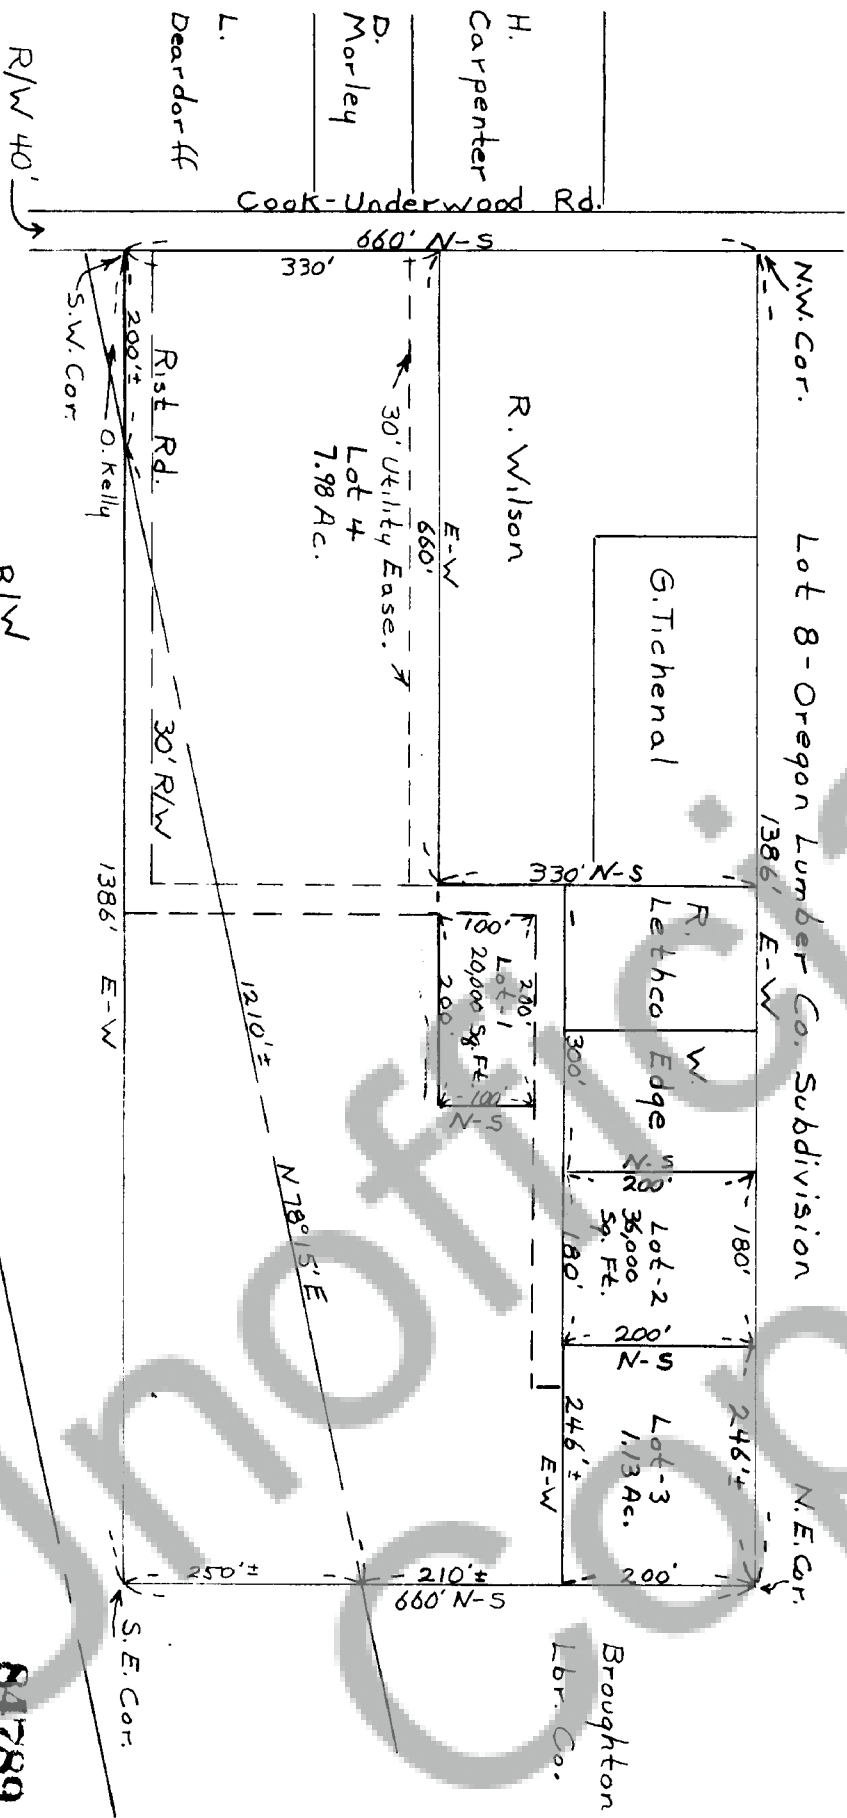 Lot 8 - Oregon Lumber Co. Subdivision
N.W. Cor.
N.E. Cor.
1386' E-W
H.
Carpenter
D.
Morley
L.
Deardorff
R/W 40'
Cook-Underwood Rd.
660' N-S
330'
R. Wilson
G. Tichenal
R.
Lethco
W.
Edge
330' N-S
300'
N-S
200'
180'
Lot-2
36,000
Sq. Ft.
180'
200'
N-S
246'±
Lot-3
1.13 Ac.
246'±
E-W
200'
Broughton
Lbr. Co.
E-W
660'
30' Utility Ease.
Lot 4
7.98 Ac.
100'
200'
Lot-1
20,000 Sq. Ft.
200'
100'
N-S
Rist Rd.
30' R/W
200'±
O. Kelly
S.W. Cor.
1210'±
N 78° 15' E
1386' E-W
250'±
210'±
660' N-S
S.E. Cor.
R/W
84789
Unofficial
Copy